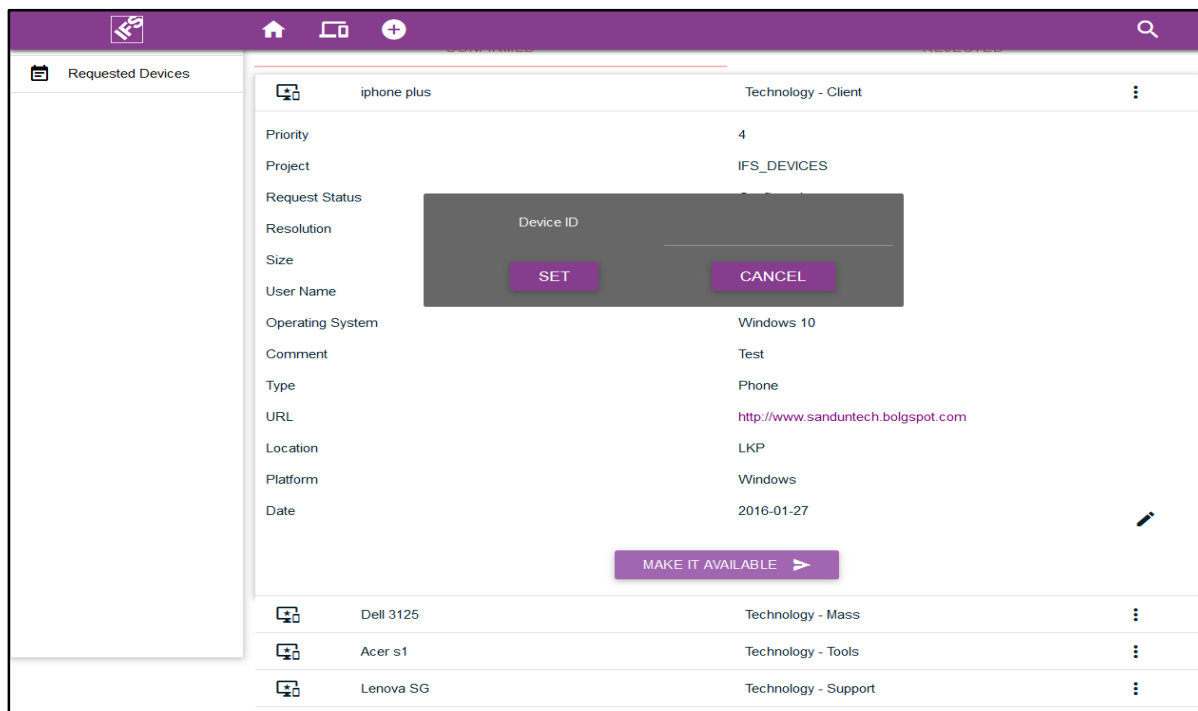 IFS
CONFIRMED REJECTED
Requested Devices
iphone plus Technology - Client
Priority 4
Project IFS_DEVICES
Request Status
Resolution
Size
User Name
Device ID
SET CANCEL
Operating System Windows 10
Comment Test
Type Phone
URL http://www.sanduntech.bolgspot.com
Location LKP
Platform Windows
Date 2016-01-27
MAKE IT AVAILABLE
Dell 3125 Technology - Mass
Acer s1 Technology - Tools
Lenova SG Technology - Support